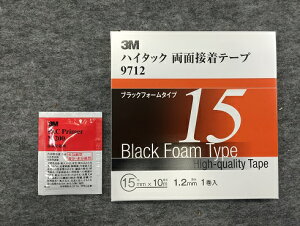 3M
ハイタック 両面接着テープ
9712
ブラックフォームタイプ
15
Black Foam Type
High-quality Tape
15mm×10m 1.2mm 1巻入
3M
Primer